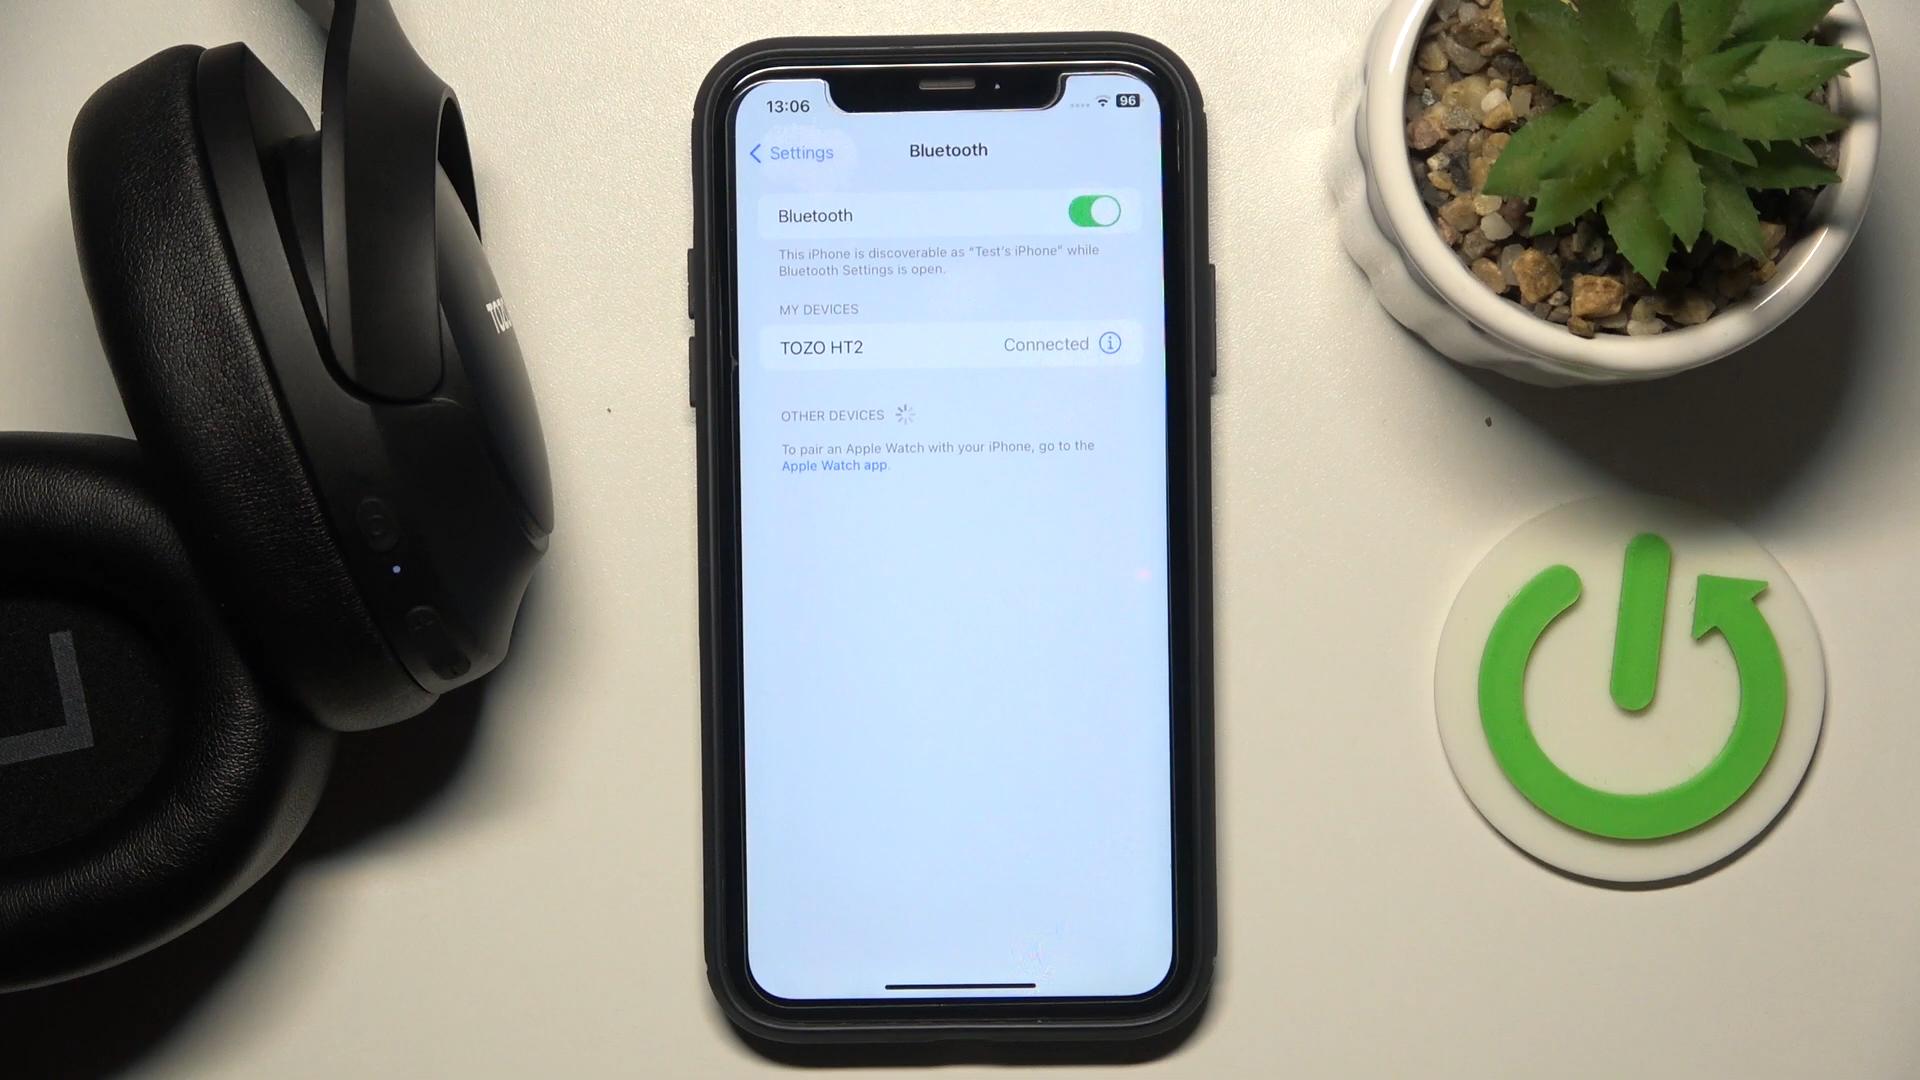 13:06
96
Settings
Bluetooth
Bluetooth
This iPhone is discoverable as “Test’s iPhone” while
Bluetooth Settings is open.
MY DEVICES
TOZO HT2
Connected
OTHER DEVICES
To pair an Apple Watch with your iPhone, go to the
Apple Watch app.
TOZO
L